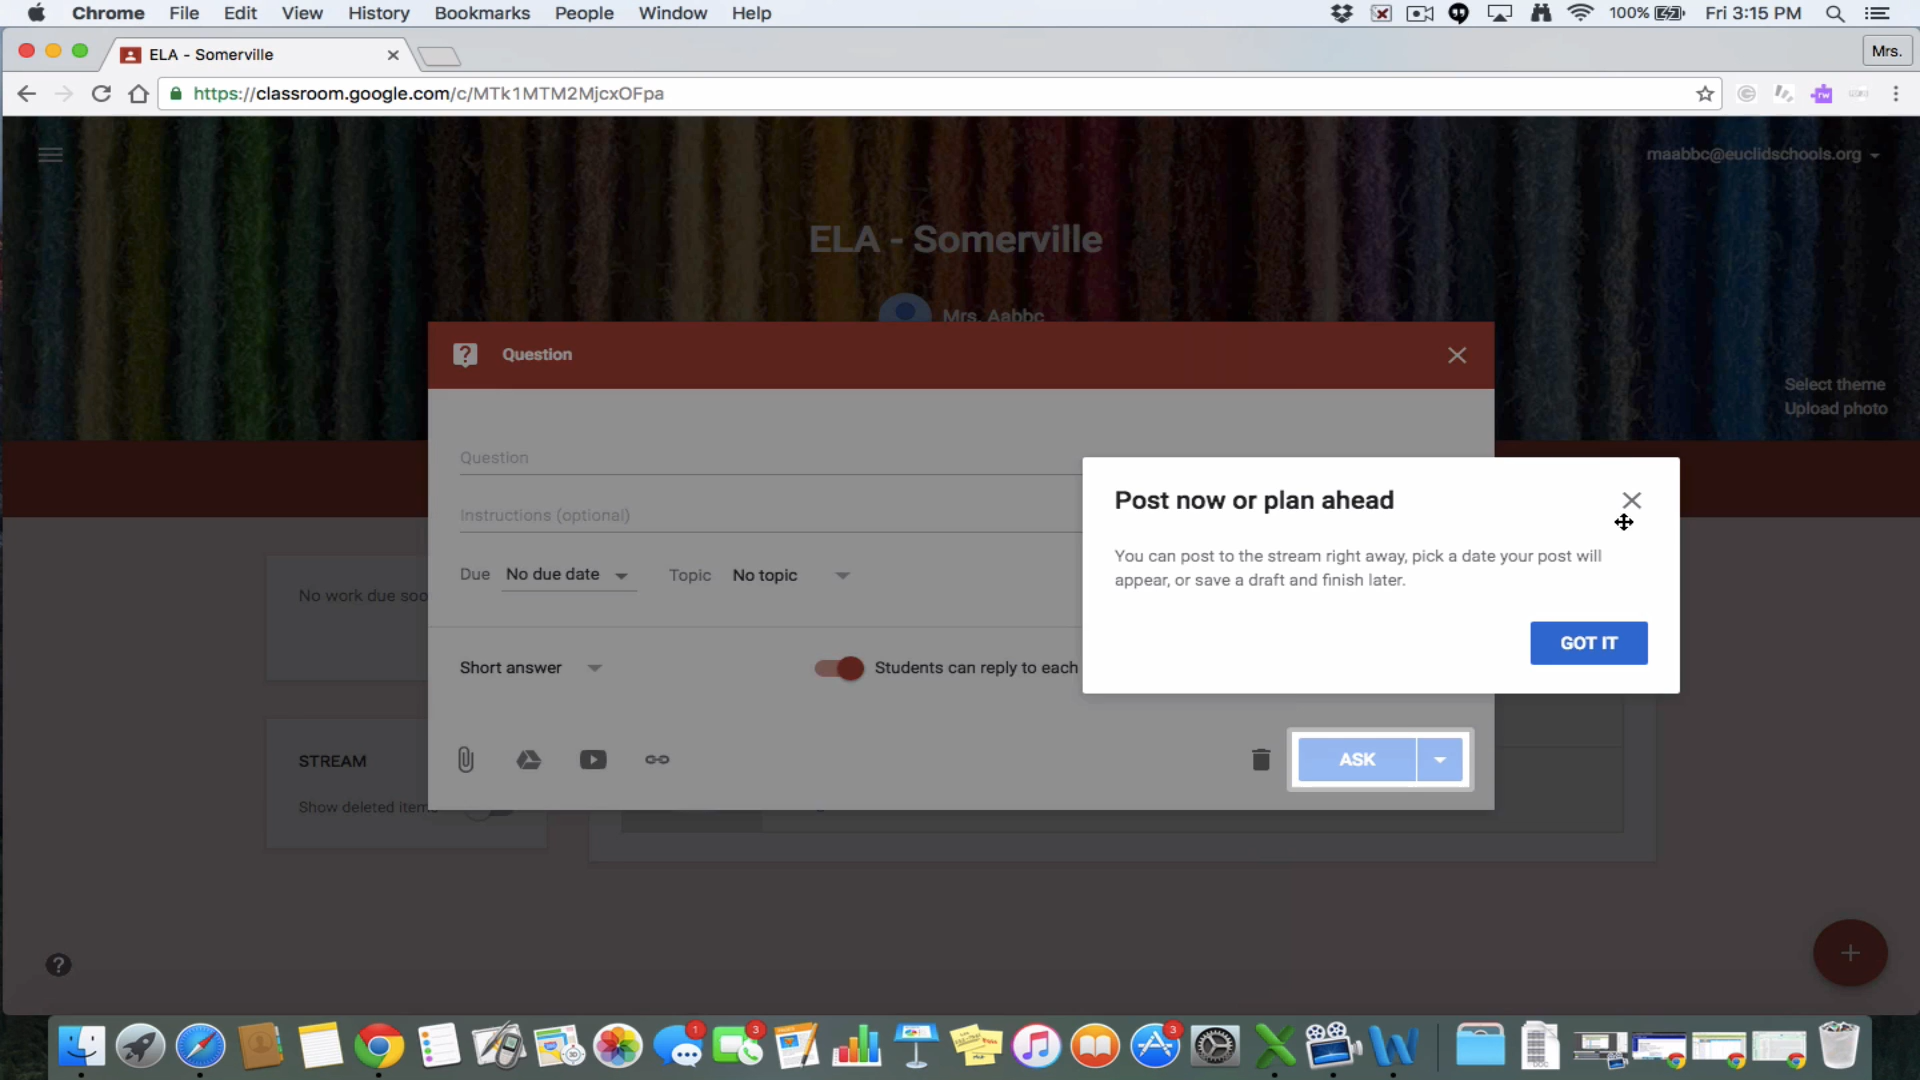 Chrome File Edit View History Bookmarks People Window Help 100% Fri 3:15 PM
ELA - Somerville Mrs.
https://classroom.google.com/c/MTk1MTM2MjcxOFpa
maabbc@euclidschools.org
ELA - Somerville
Mrs. Aabbc
Question
Select theme
Upload photo
Question
Post now or plan ahead
Instructions (optional)
You can post to the stream right away, pick a date your post will
appear, or save a draft and finish later.
Due No due date Topic No topic
No work due soo
GOT IT
Short answer Students can reply to each
STREAM
ASK
Show deleted items
1
3
3